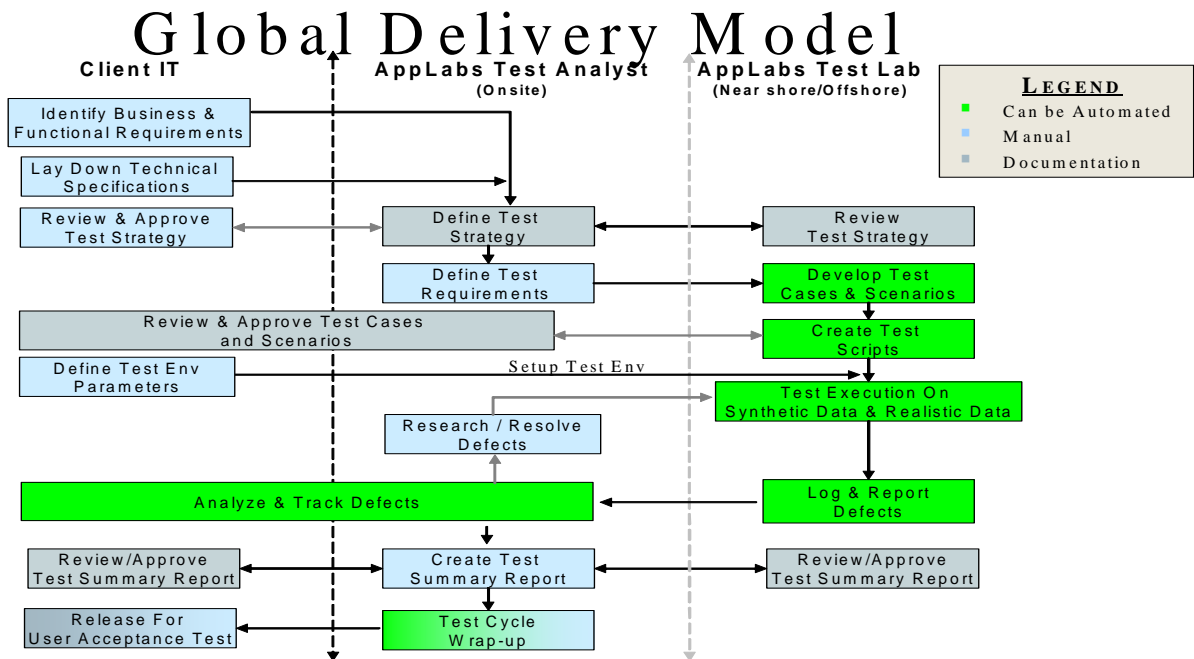 Global Delivery Model
Client IT
AppLabs Test Analyst
(Onsite)
AppLabs Test Lab
(Near shore/Offshore)
LEGEND
Can be Automated
Manual
Documentation
Identify Business &
Functional Requirements
Lay Down Technical
Specifications
Review & Approve
Test Strategy
Define Test
Strategy
Review
Test Strategy
Define Test
Requirements
Develop Test
Cases & Scenarios
Review & Approve Test Cases
and Scenarios
Create Test
Scripts
Define Test Env
Parameters
Setup Test Env
Test Execution On
Synthetic Data & Realistic Data
Research / Resolve
Defects
Analyze & Track Defects
Log & Report
Defects
Review/Approve
Test Summary Report
Create Test
Summary Report
Review/Approve
Test Summary Report
Release For
User Acceptance Test
Test Cycle
Wrap-up